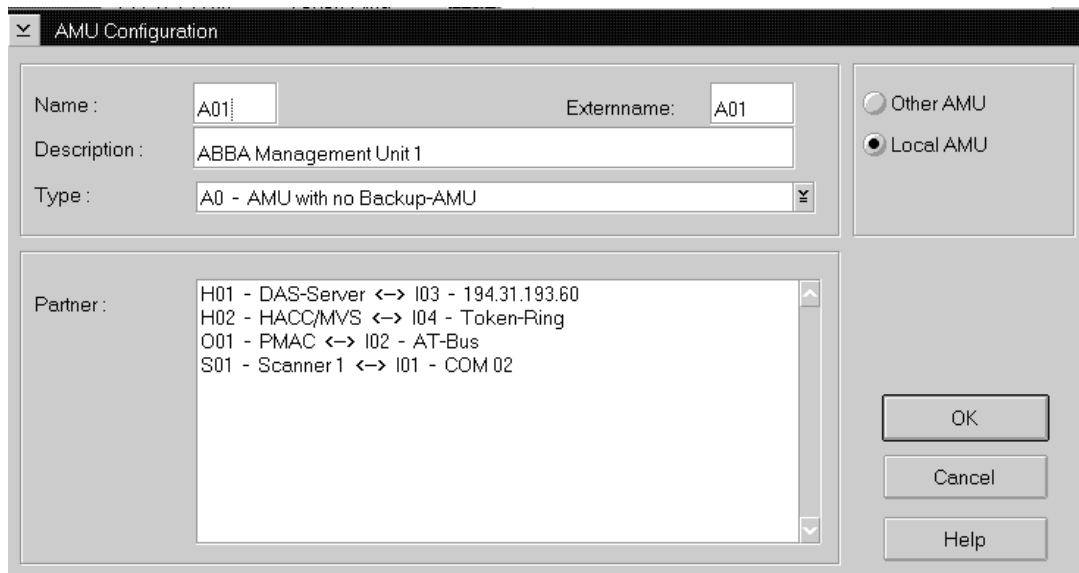 AMU Configuration
Name : A01 Externname: A01
Description : ABBA Management Unit 1
Type : A0 - AMU with no Backup-AMU
Other AMU
Local AMU
Partner :
H01 - DAS-Server <--> I03 - 194.31.193.60
H02 - HACC/MVS <--> I04 - Token-Ring
O01 - PMAC <--> I02 - AT-Bus
S01 - Scanner 1 <--> I01 - COM 02
OK
Cancel
Help